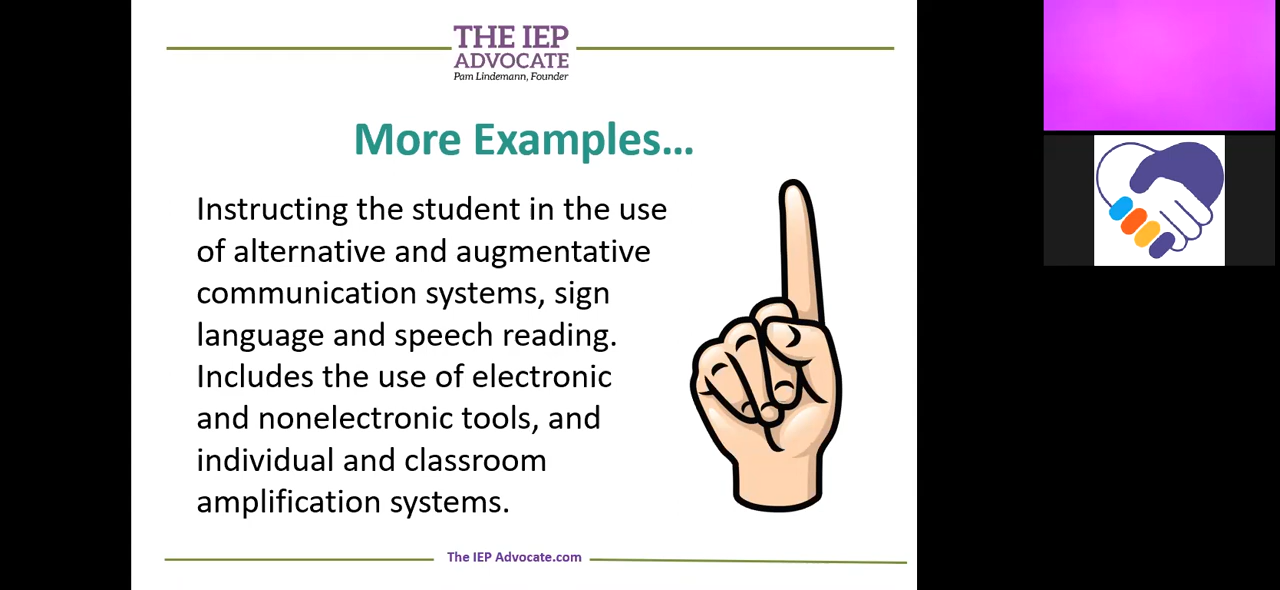 THE IEP
ADVOCATE
Pam Lindemann, Founder
More Examples...
Instructing the student in the use
of alternative and augmentative
communication systems, sign
language and speech reading.
Includes the use of electronic
and nonelectronic tools, and
individual and classroom
amplification systems.
The IEP Advocate.com